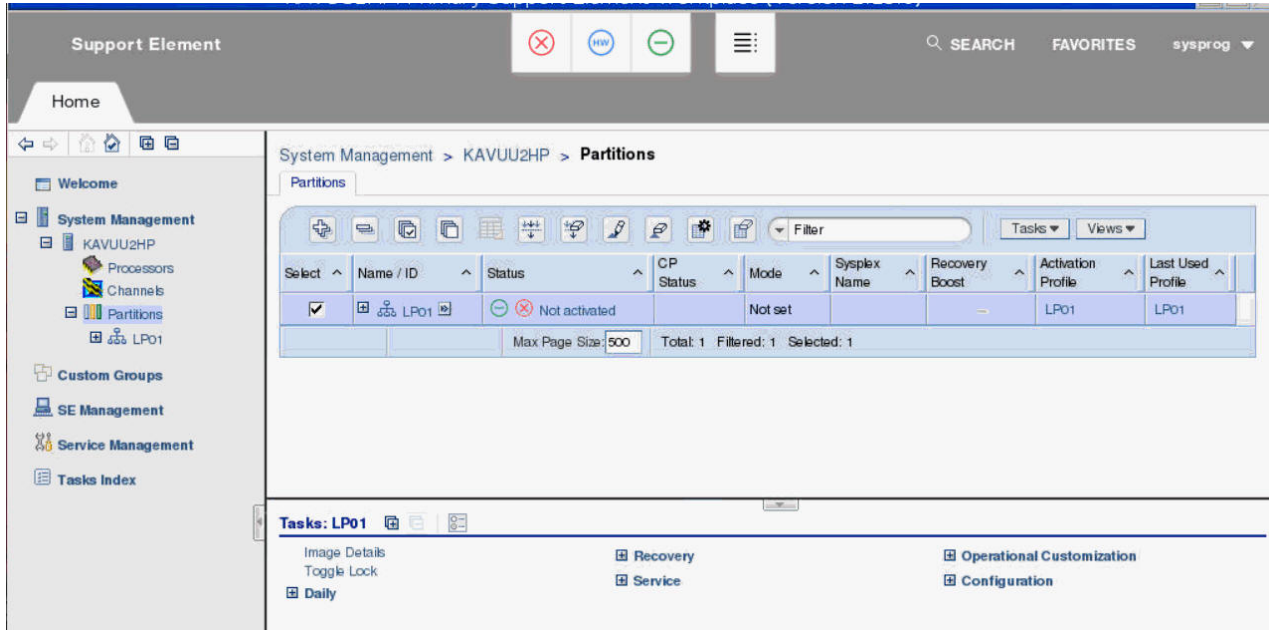 Support Element
HW
SEARCH FAVORITES sysprog
Home
Welcome
System Management
KAVUU2HP
Processors
Channels
Partitions
LP01
Custom Groups
SE Management
Service Management
Tasks Index
System Management > KAVUU2HP > Partitions
Partitions
Filter Tasks Views
Select Name / ID Status CP Status Mode Sysplex Name Recovery Boost Activation Profile Last Used Profile
LP01 Not activated Not set -- LP01 LP01
Max Page Size: 500 Total: 1 Filtered: 1 Selected: 1
Tasks: LP01
Image Details
Toggle Lock
Daily
Recovery
Service
Operational Customization
Configuration